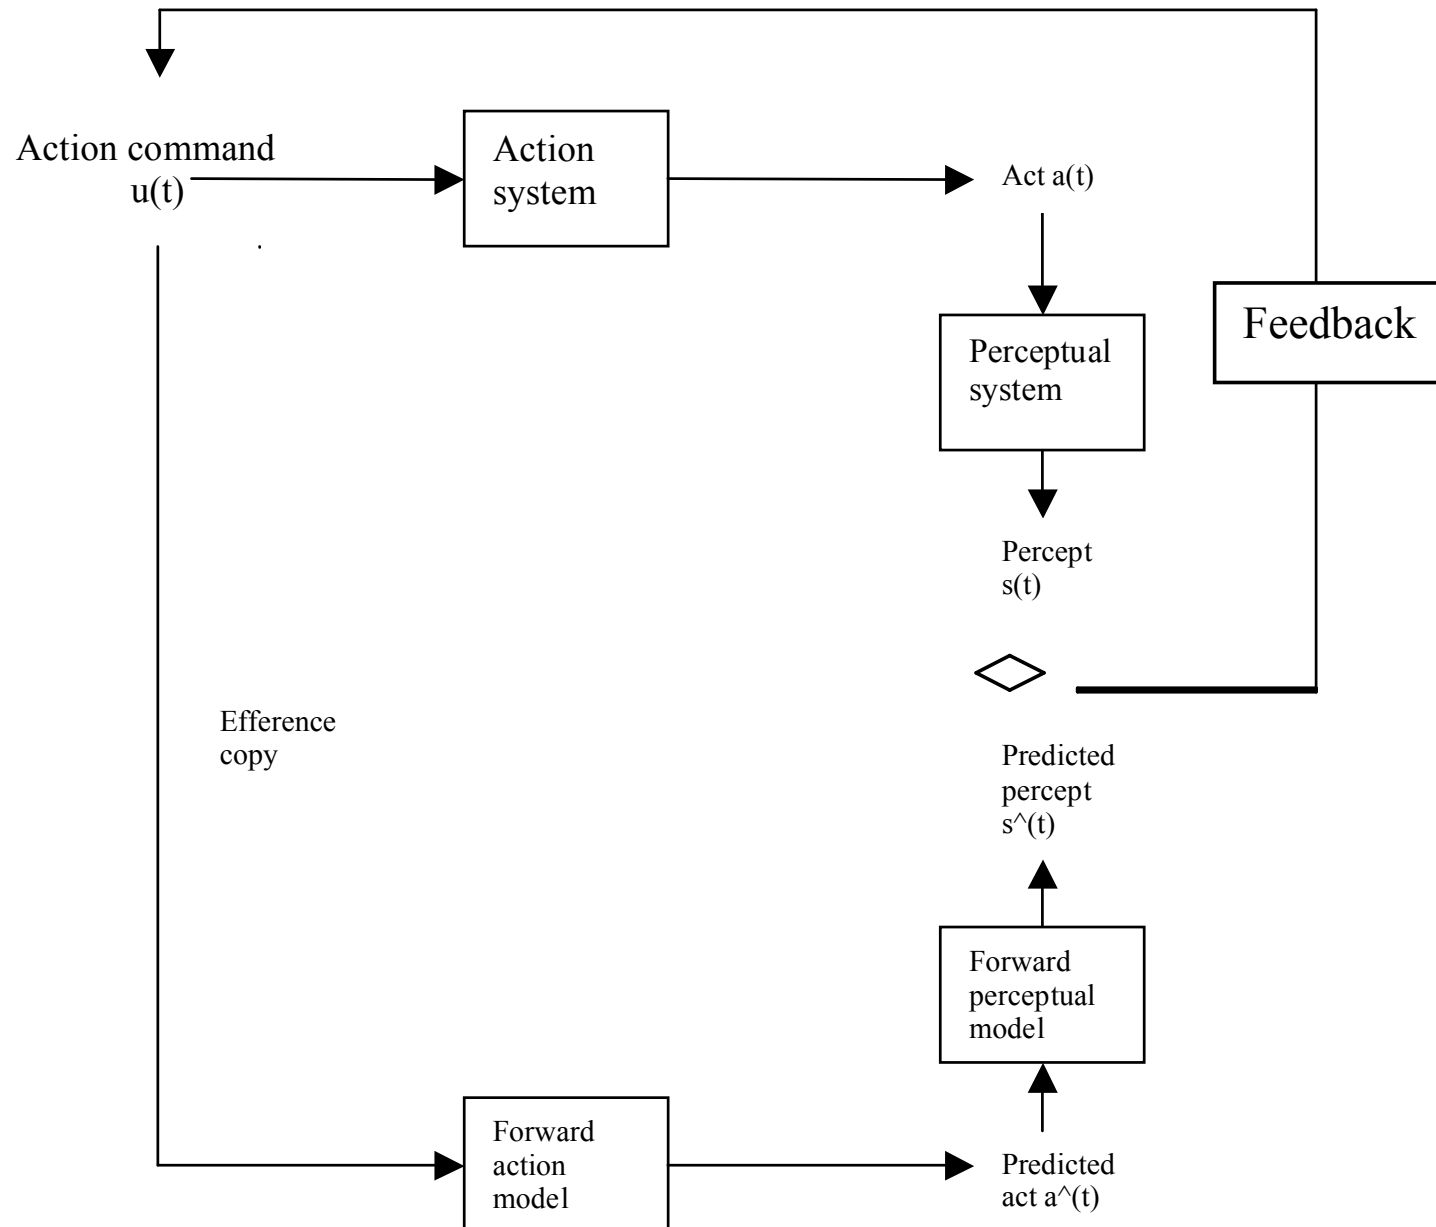 Action command
u(t)
Action
system
Act a(t)
Perceptual
system
Feedback
Percept
s(t)
Efference
copy
Predicted
percept
s^(t)
Forward
perceptual
model
Forward
action
model
Predicted
act a^(t)